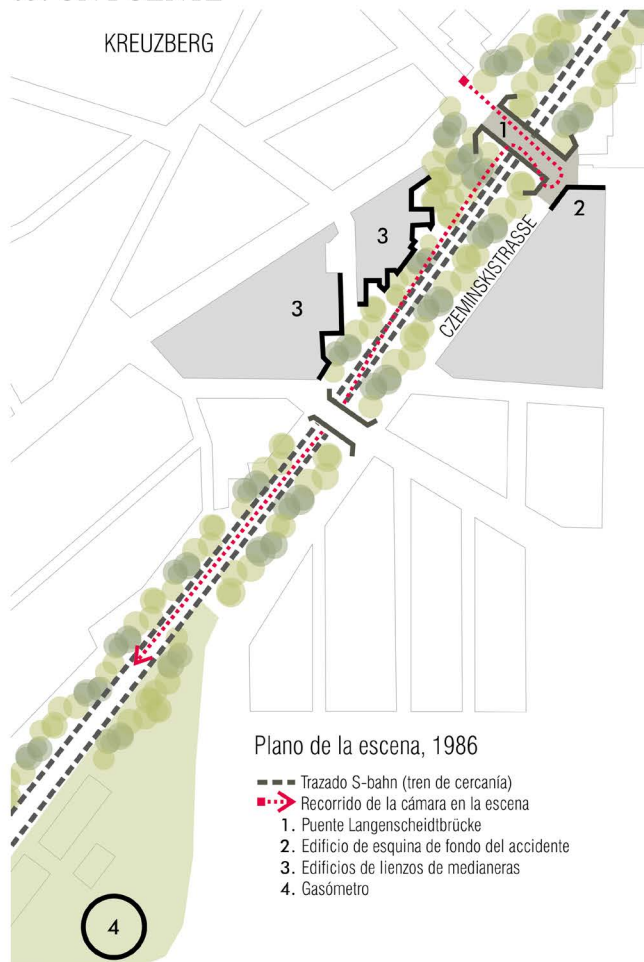 KREUZBERG
1
2
3
3
CZEMINSKISTRASSE
4
Plano de la escena, 1986
Trazado S-bahn (tren de cercanía)
Recorrido de la cámara en la escena
1. Puente Langenscheidtbrücke
2. Edificio de esquina de fondo del accidente
3. Edificios de lienzos de medianeras
4. Gasómetro